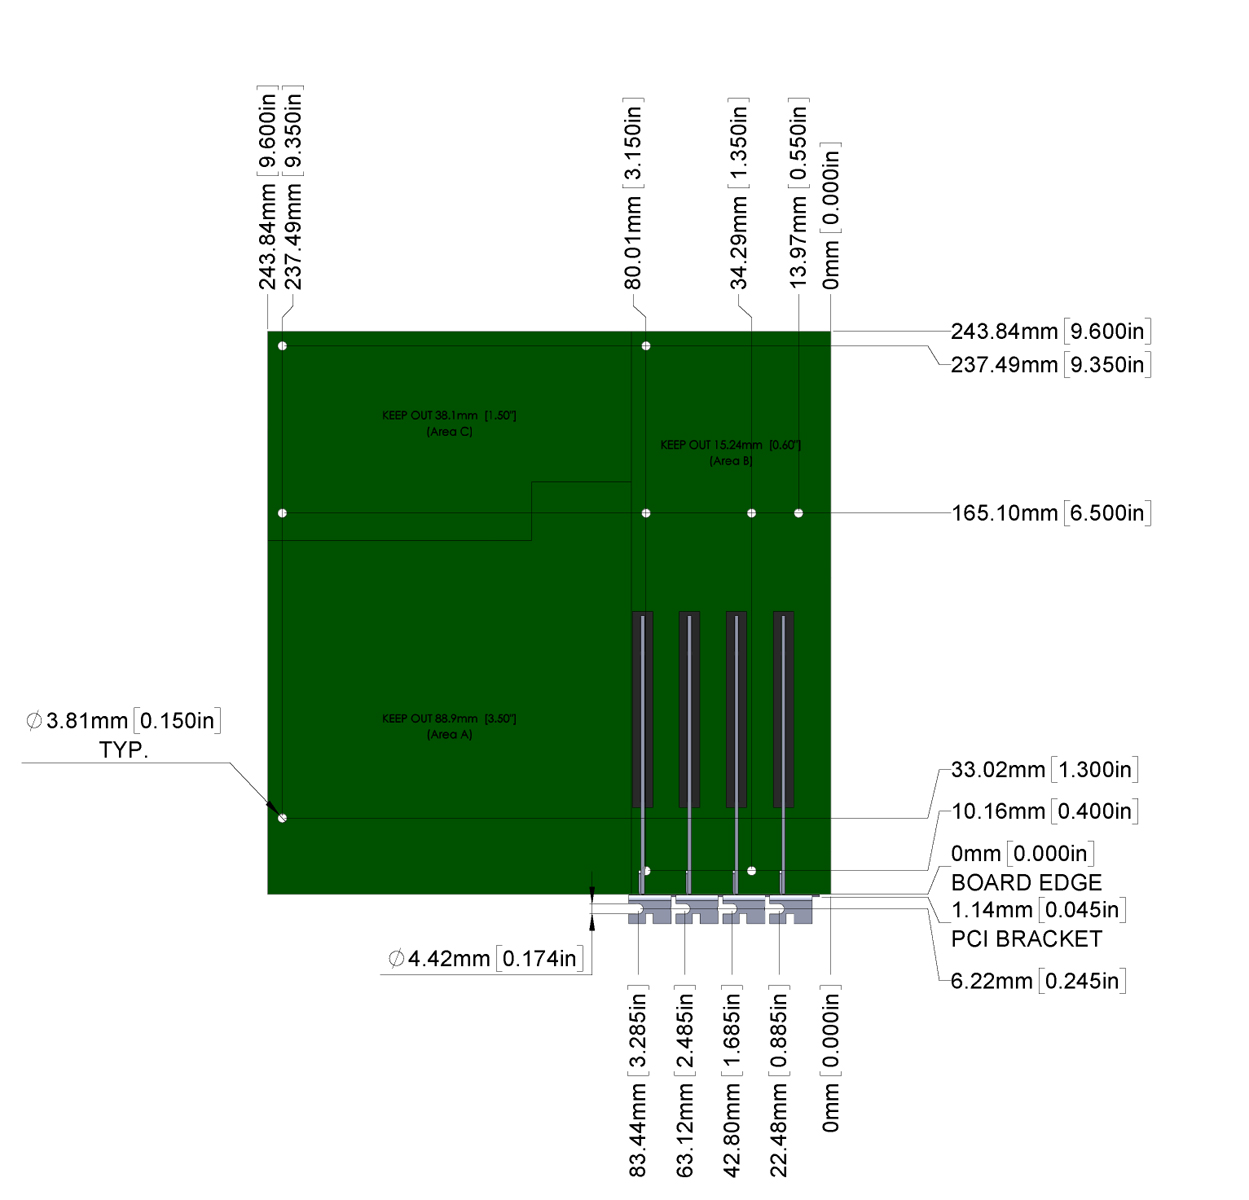 243.84mm [9.600in]
237.49mm [9.350in]
80.01mm [3.150in]
34.29mm [1.350in]
13.97mm [0.550in]
0mm [0.000in]
243.84mm [9.600in]
237.49mm [9.350in]
KEEP OUT 38.1mm [1.50"]
(Area C)
KEEP OUT 15.24mm [0.60"]
(Area B)
165.10mm [6.500in]
KEEP OUT 88.9mm [3.50"]
(Area A)
∅3.81mm [0.150in]
TYP.
33.02mm [1.300in]
10.16mm [0.400in]
0mm [0.000in]
BOARD EDGE
1.14mm [0.045in]
PCI BRACKET
∅4.42mm [0.174in]
6.22mm [0.245in]
83.44mm [3.285in]
63.12mm [2.485in]
42.80mm [1.685in]
22.48mm [0.885in]
0mm [0.000in]